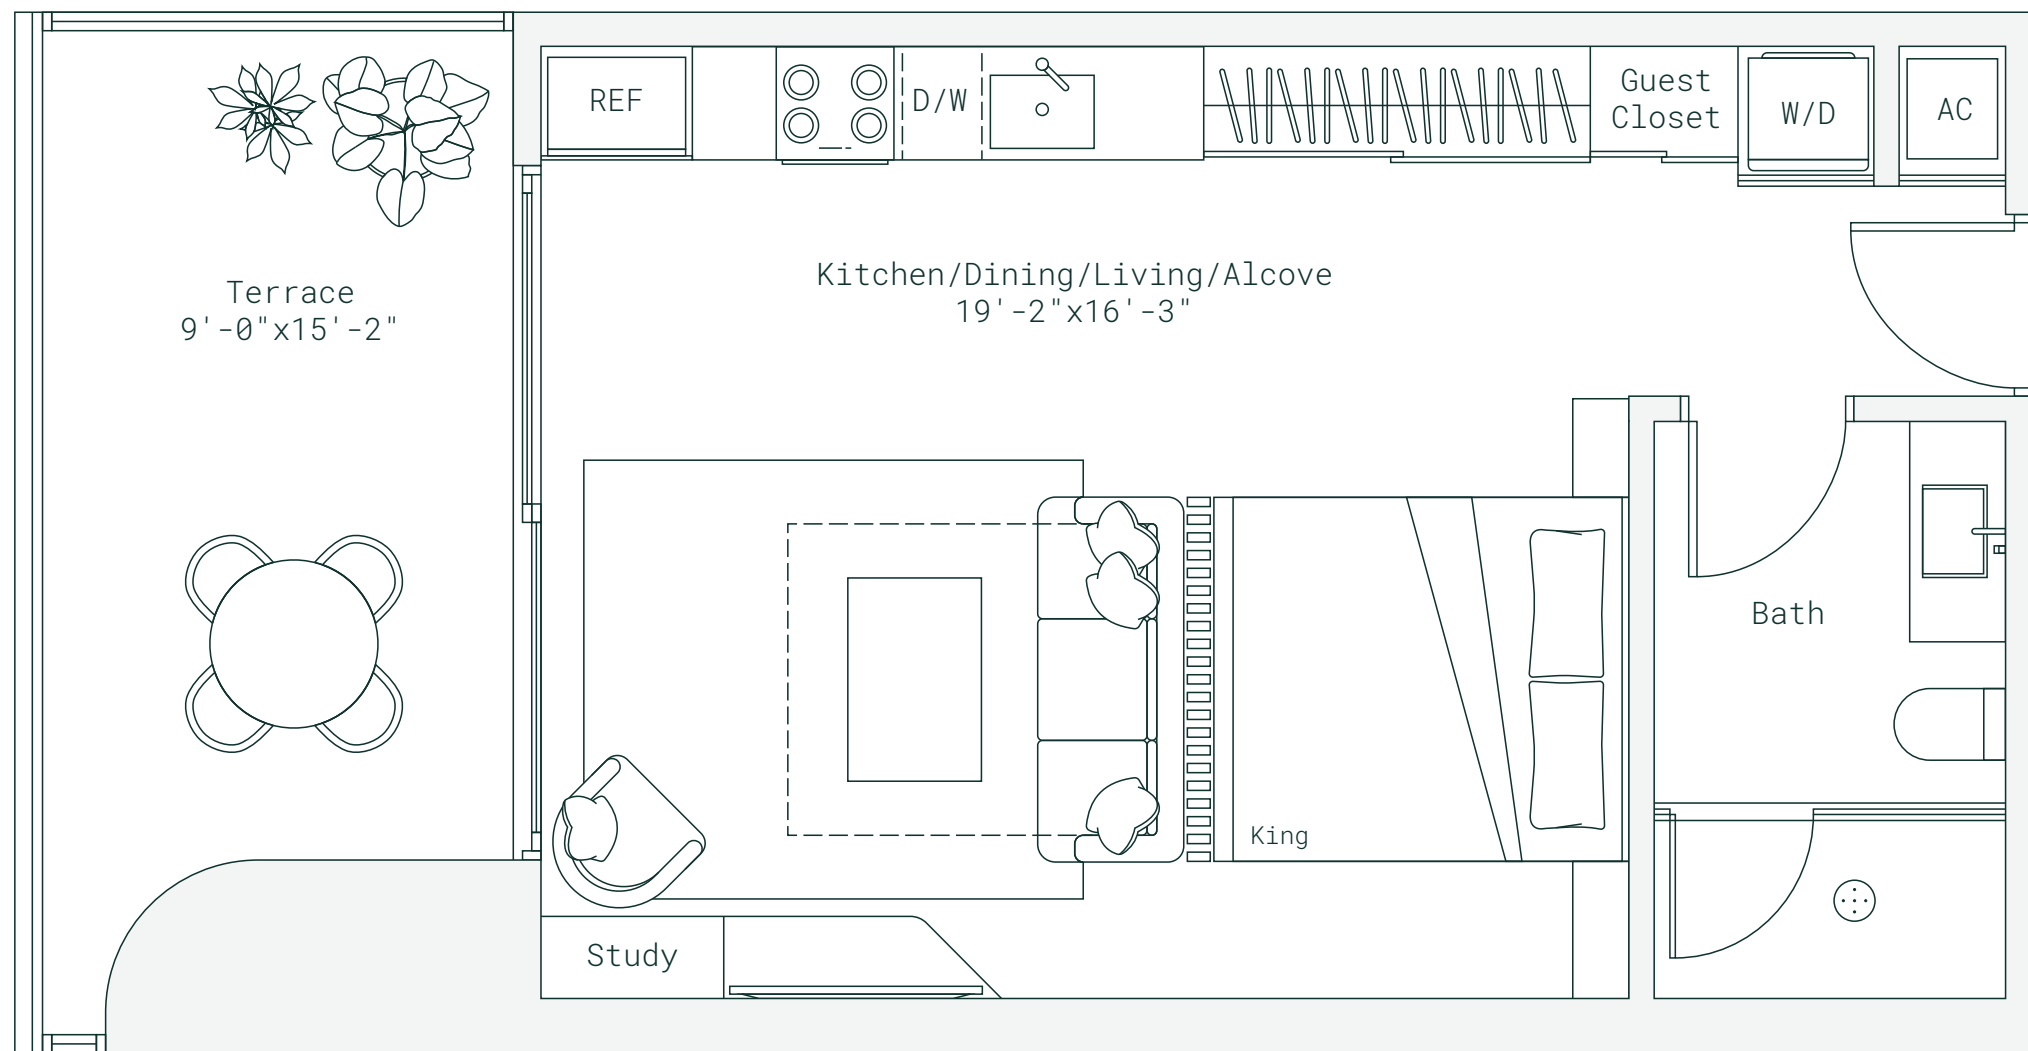 REF
D/W
Guest
Closet
W/D
AC
Kitchen/Dining/Living/Alcove
19'-2"x16'-3"
Terrace
9'-0"x15'-2"
Bath
King
Study